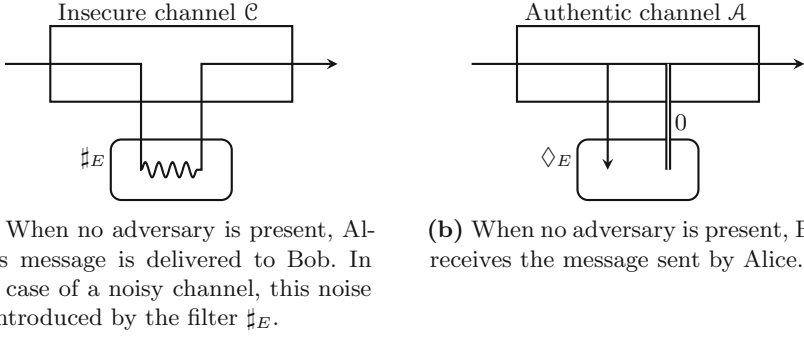 Insecure channel 𝒞
Authentic channel 𝒜
0
♯E
◇E
When no adversary is present, Al-
s message is delivered to Bob. In
case of a noisy channel, this noise
ntroduced by the filter ♯E.
(b) When no adversary is present, B
receives the message sent by Alice.